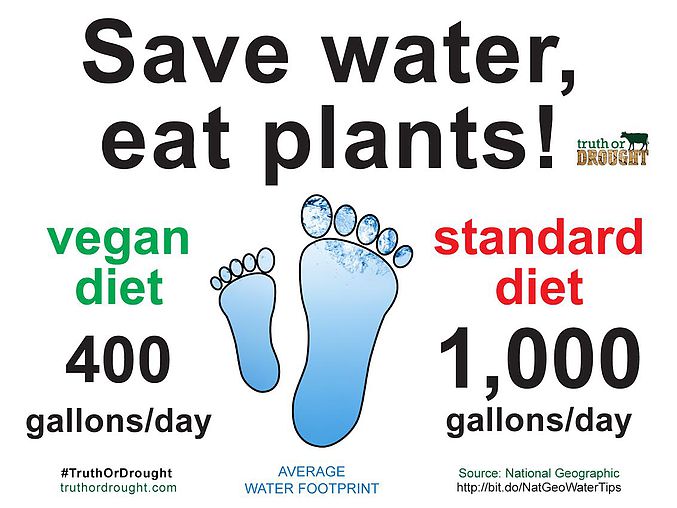 Save water,
eat plants!
truth or
DROUGHT
vegan
diet
400
gallons/day
standard
diet
1,000
gallons/day
#TruthOrDrought
truthordrought.com
AVERAGE
WATER FOOTPRINT
Source: National Geographic
http://bit.do/NatGeoWaterTips